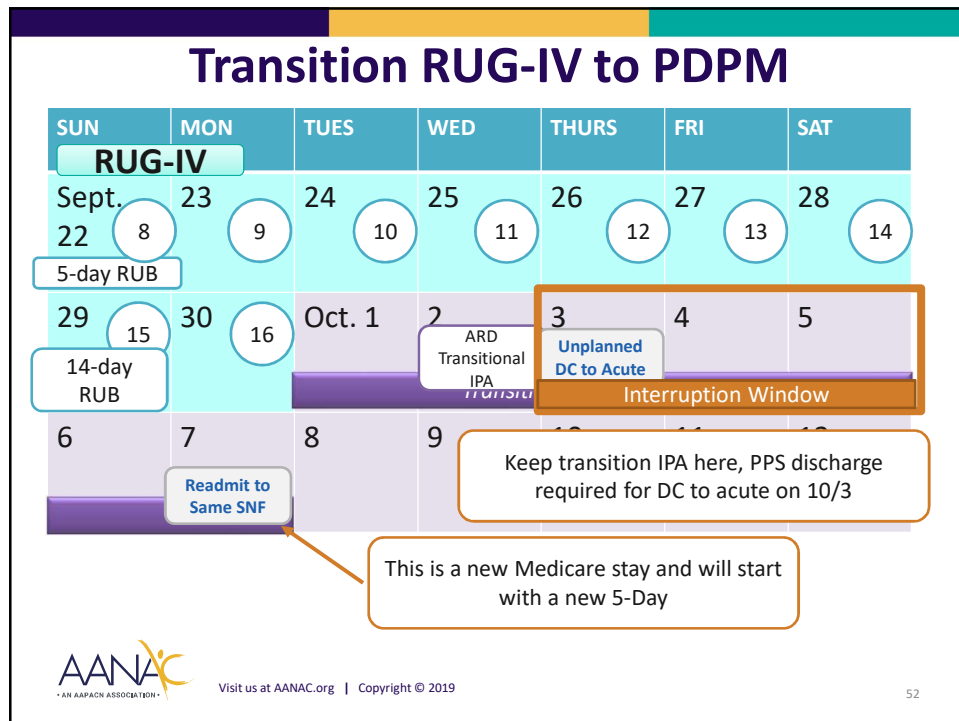 Transition RUG-IV to PDPM
SUN MON TUES WED THURS FRI SAT
RUG-IV
Sept. 22 23 24 25 26 27 28
8 9 10 11 12 13 14
5-day RUB
29 30 Oct. 1 2 3 4 5
15 16
14-day
RUB
ARD
Transitional
IPA
Unplanned
DC to Acute
Interruption Window
6 7 8 9
Readmit to
Same SNF
Keep transition IPA here, PPS discharge
required for DC to acute on 10/3
This is a new Medicare stay and will start
with a new 5-Day
AANAC
• AN AAPACN ASSOCIATION •
Visit us at AANAC.org | Copyright © 2019
52